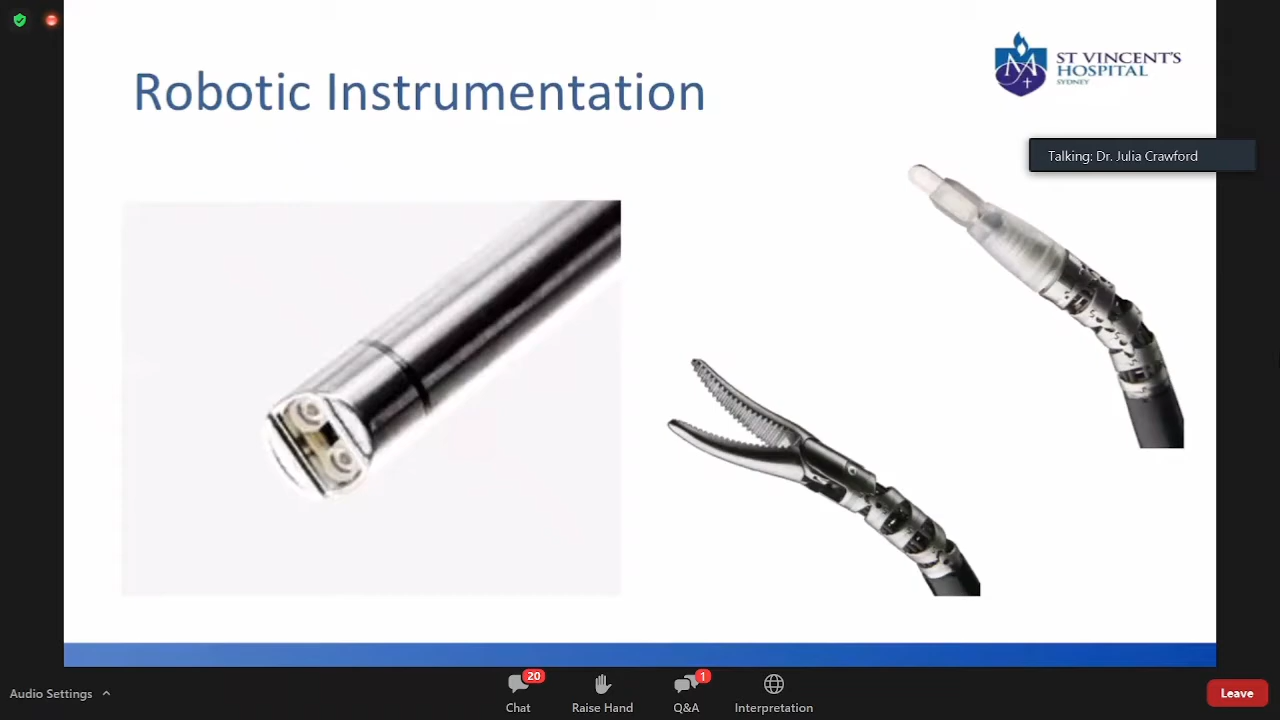 Robotic Instrumentation
ST VINCENT'S
HOSPITAL
SYDNEY
Talking: Dr. Julia Crawford
Audio Settings
20
Chat
Raise Hand
1
Q&A
Interpretation
Leave